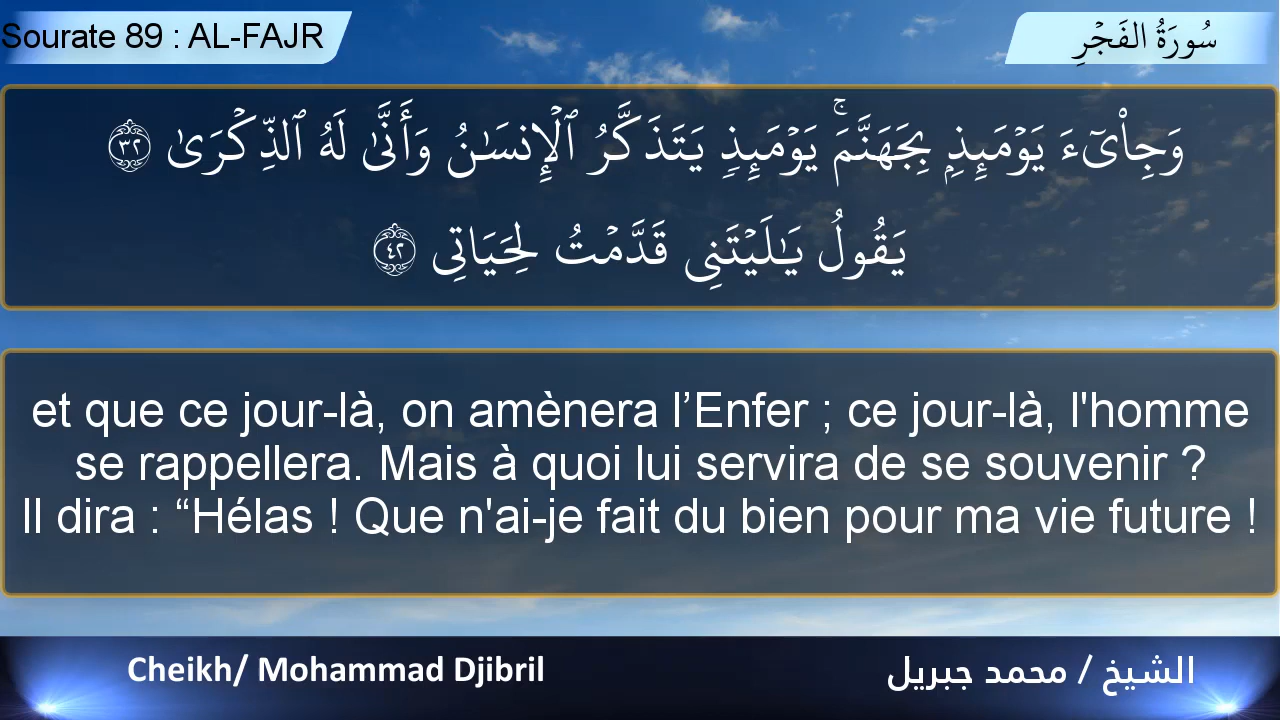 Sourate 89 : AL-FAJR
سُورَةُ الفَجْرِ
وَجِا۟ىٓءَ يَوْمَئِذٍۭ بِجَهَنَّمَ ۚ يَوْمَئِذٍۢ يَتَذَكَّرُ ٱلْإِنسَـٰنُ وَأَنَّىٰ لَهُ ٱلذِّكْرَىٰ ٣٢
يَقُولُ يَـٰلَيْتَنِى قَدَّمْتُ لِحَيَاتِى ٤٢
et que ce jour-là, on amènera l’Enfer ; ce jour-là, l'homme
se rappellera. Mais à quoi lui servira de se souvenir ?
Il dira : “Hélas ! Que n'ai-je fait du bien pour ma vie future !
Cheikh/ Mohammad Djibril
الشيخ / محمد جبريل